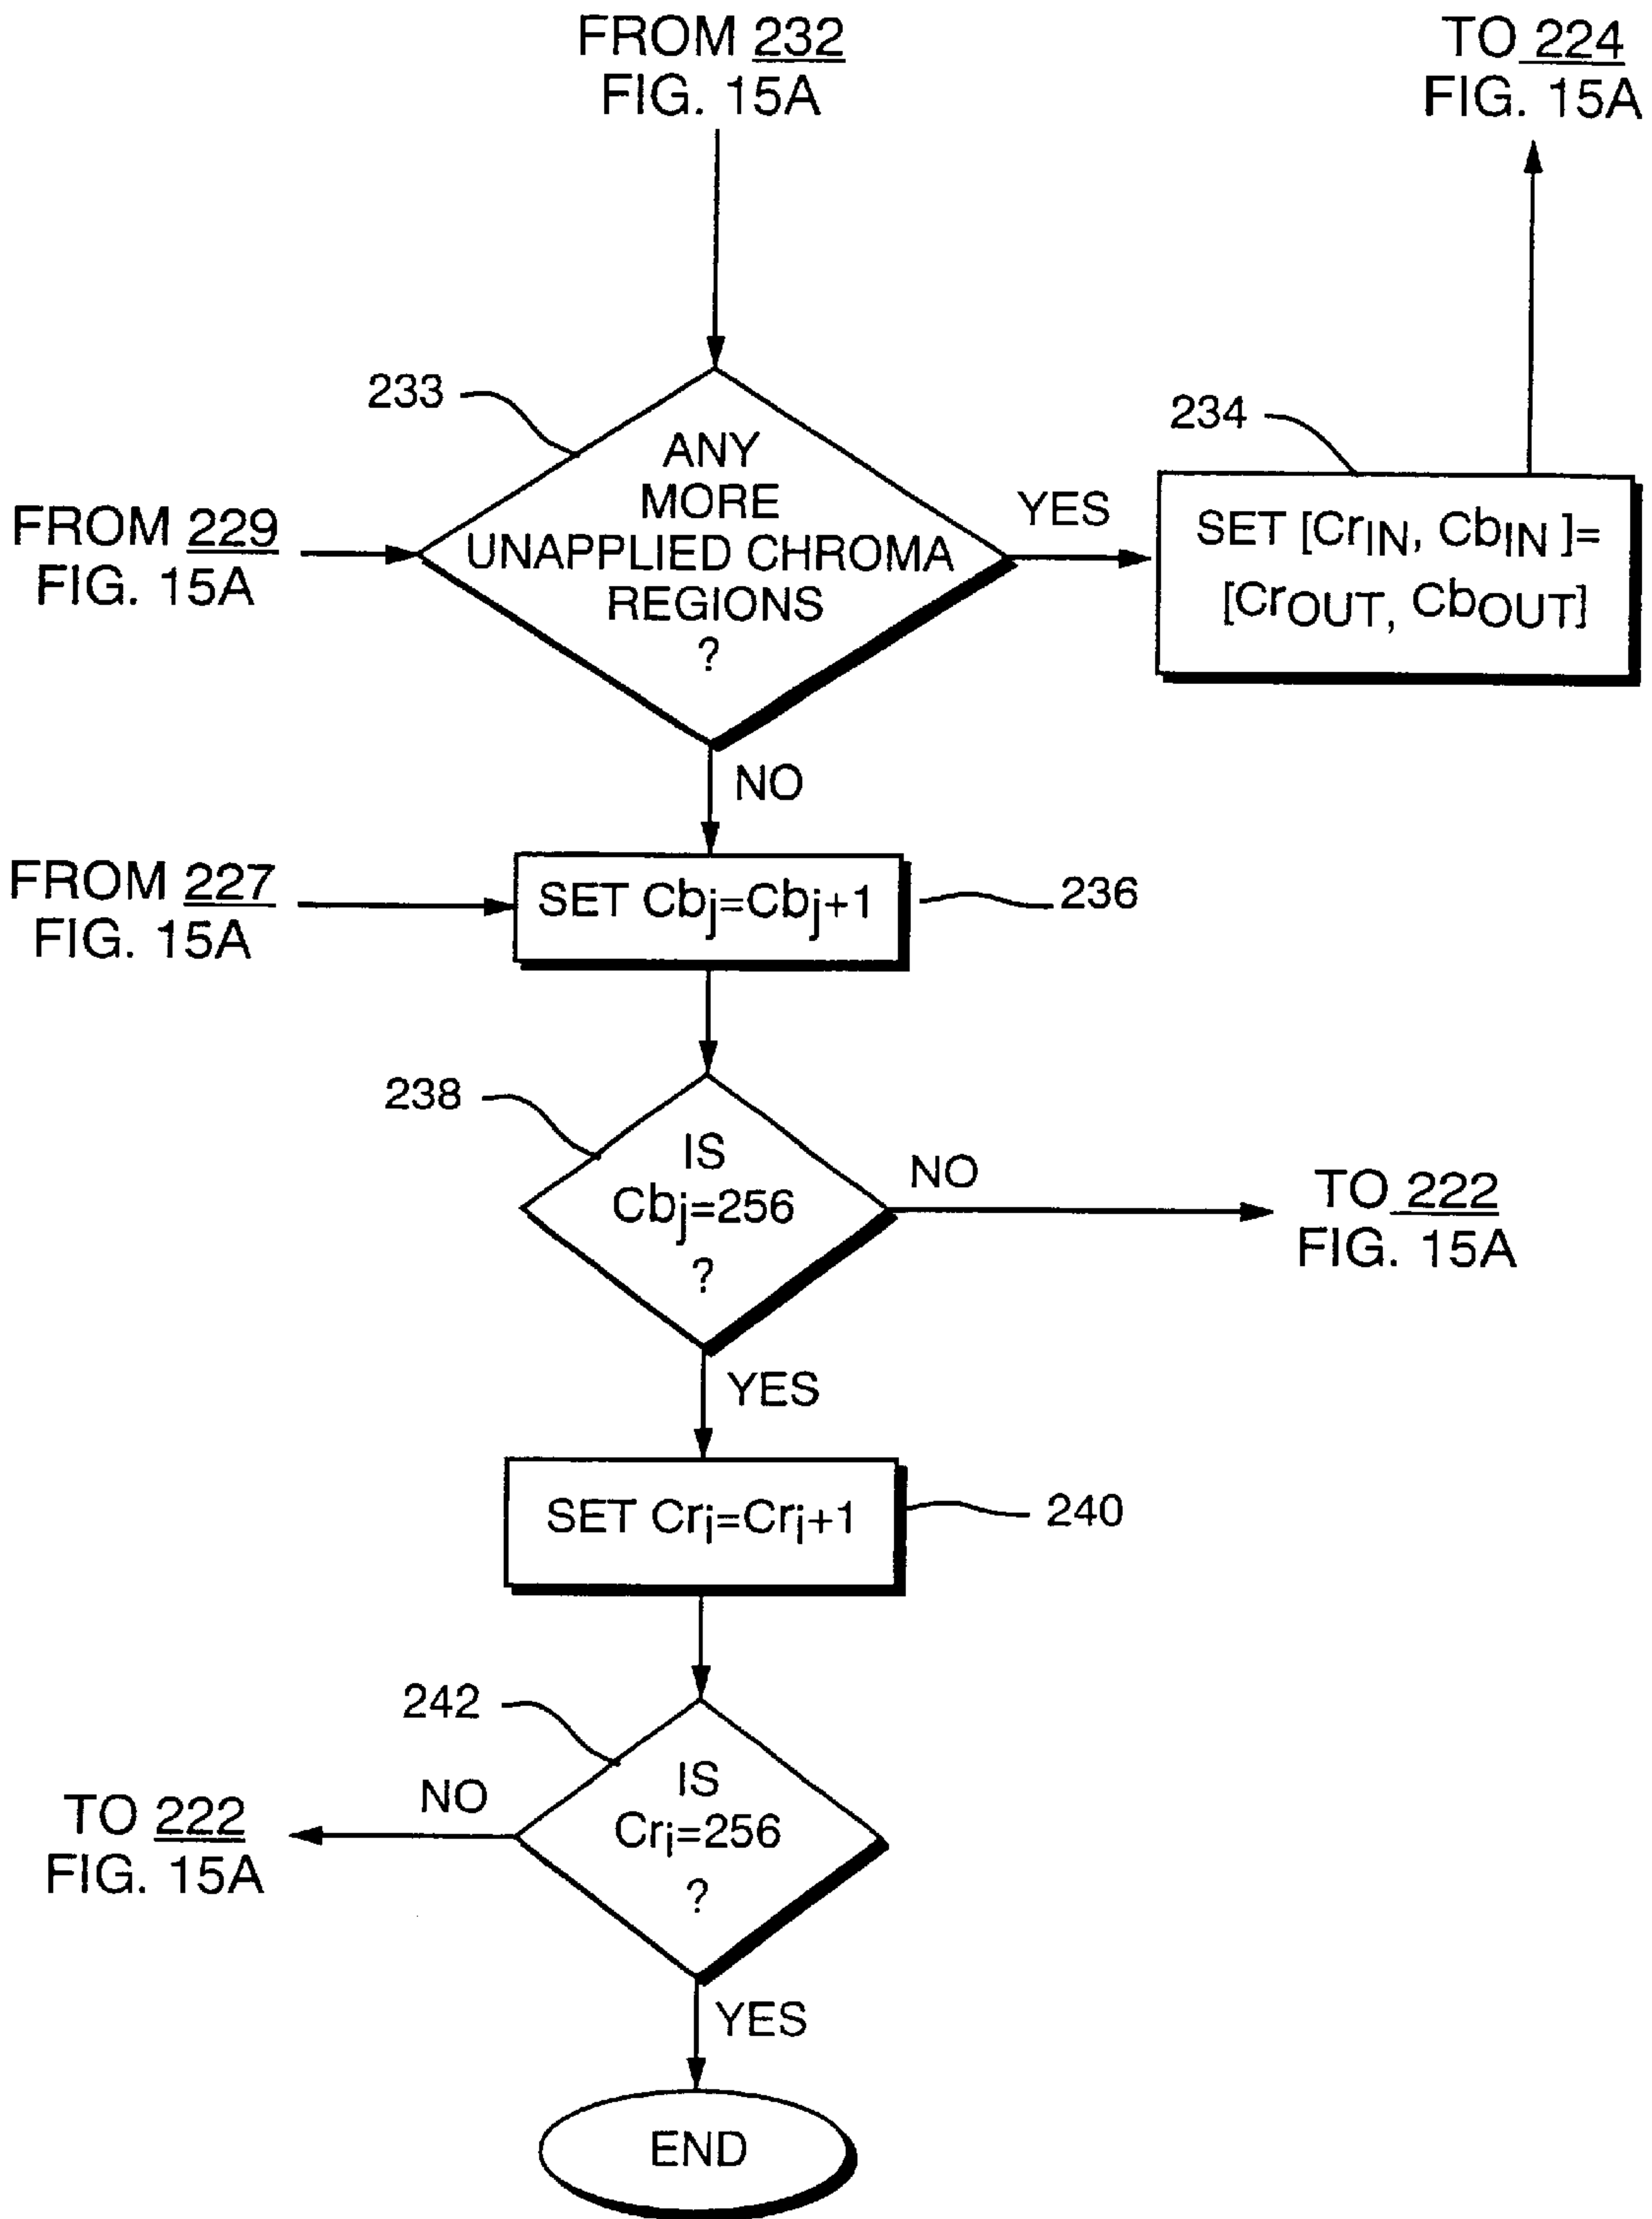 FROM 232
FIG. 15A
TO 224
FIG. 15A
233
ANY
MORE
UNAPPLIED CHROMA
REGIONS
?
FROM 229
FIG. 15A
YES
234
SET [CrIN, CbIN ]=
[CrOUT, CbOUT]
NO
FROM 227
FIG. 15A
SET Cbj=Cbj+1
236
238
IS
Cbj=256
?
NO
TO 222
FIG. 15A
YES
SET Cri=Cri+1
240
242
IS
Cri=256
?
NO
TO 222
FIG. 15A
YES
END